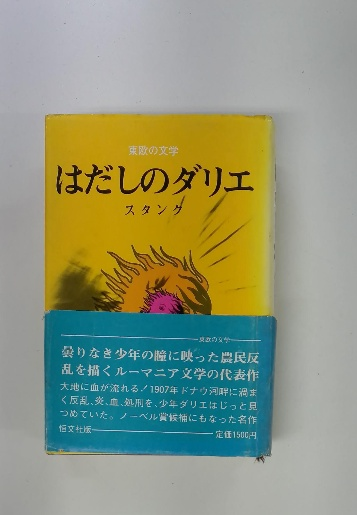 東欧の文学
はだしのダリエ
スタンク
東欧の文学
曇りなき少年の瞳に映った農民反
乱を描くルーマニア文学の代表作
大地に血が流れる!1907年ドナウ河畔に渦ま
く反乱、炎、血、処刑を、少年ダリエはじっと見
つめていた。ノーベル賞候補にもなった名作
恒文社版
定価1500円